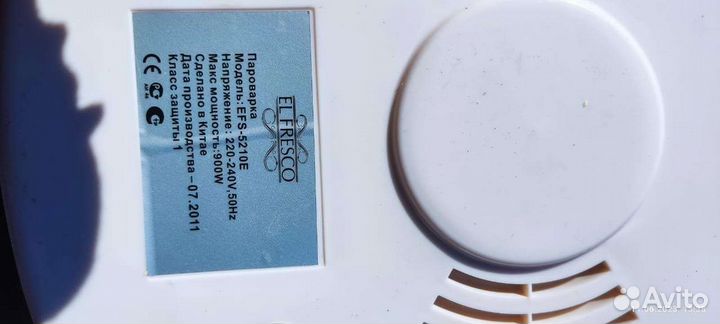 EL FRESCO
Пароварка
Модель: EFS-5210E
Напряжение: 220-240V,50Hz
Макс мощность:900W
Сделано в Китае
Дата производства – 07.2011
Класс защиты 1
CE
Avito